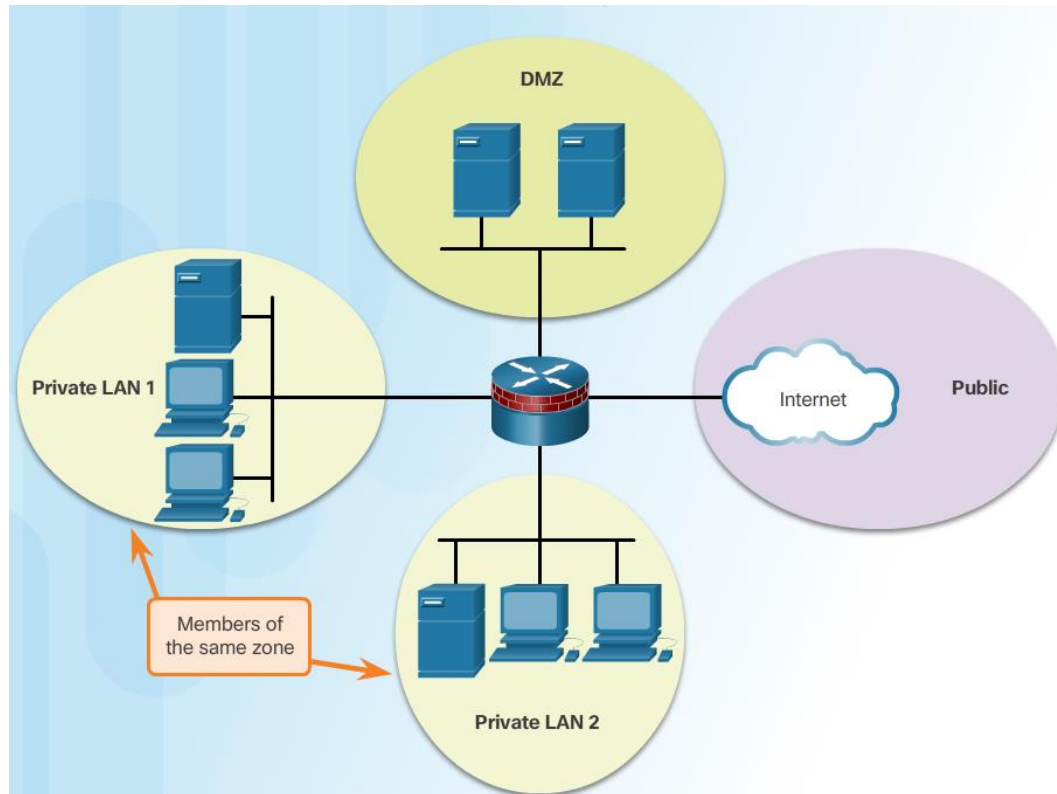 DMZ
Private LAN 1
Internet
Public
Members of
the same zone
Private LAN 2